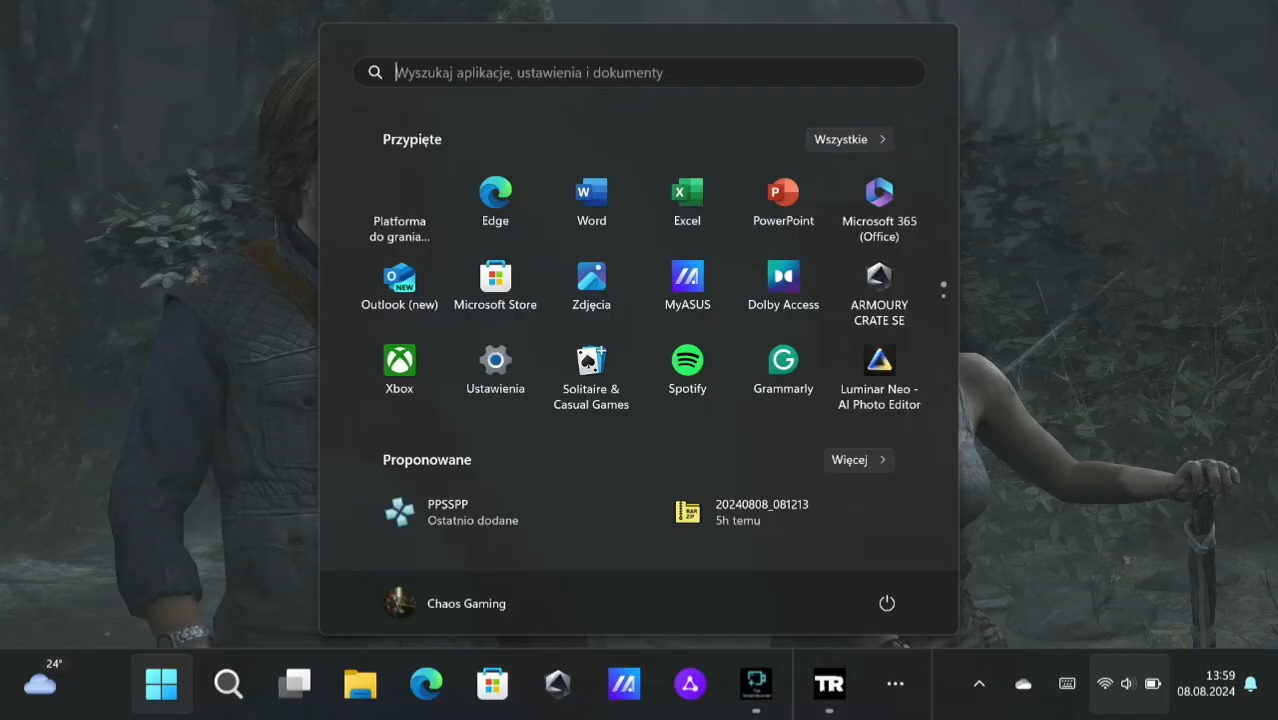 Wyszukaj aplikacje, ustawienia i dokumenty
Przypięte
Wszystkie
Platforma
do grania...
Edge
Word
Excel
PowerPoint
Microsoft 365
(Office)
Outlook (new)
Microsoft Store
Zdjęcia
MyASUS
Dolby Access
ARMOURY
CRATE SE
Xbox
Ustawienia
Solitaire &
Casual Games
Spotify
Grammarly
Luminar Neo -
AI Photo Editor
Proponowane
Więcej
PPSSPP
Ostatnio dodane
20240808_081213
5h temu
Chaos Gaming
24°
TR
13:59
08.08.2024